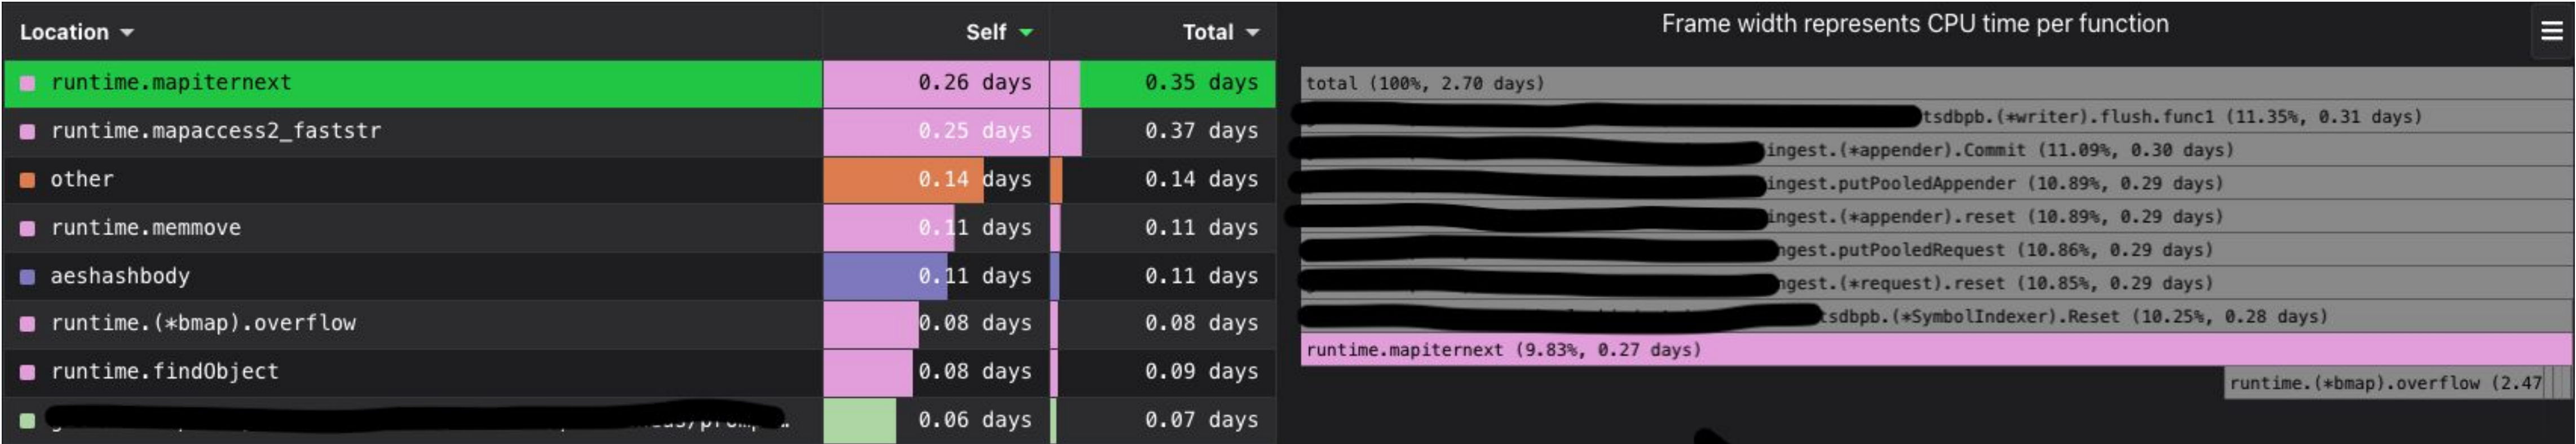 Location Self Total
runtime.mapiternext 0.26 days 0.35 days
runtime.mapaccess2_faststr 0.25 days 0.37 days
other 0.14 days 0.14 days
runtime.memmove 0.11 days 0.11 days
aeshashbody 0.11 days 0.11 days
runtime.(*bmap).overflow 0.08 days 0.08 days
runtime.findObject 0.08 days 0.09 days
0.06 days 0.07 days
Frame width represents CPU time per function
total (100%, 2.70 days)
tsdbpb.(*writer).flush.func1 (11.35%, 0.31 days)
ingest.(*appender).Commit (11.09%, 0.30 days)
ingest.putPooledAppender (10.89%, 0.29 days)
ingest.(*appender).reset (10.89%, 0.29 days)
ngest.putPooledRequest (10.86%, 0.29 days)
ngest.(*request).reset (10.85%, 0.29 days)
tsdbpb.(*SymbolIndexer).Reset (10.25%, 0.28 days)
runtime.mapiternext (9.83%, 0.27 days)
runtime.(*bmap).overflow (2.47